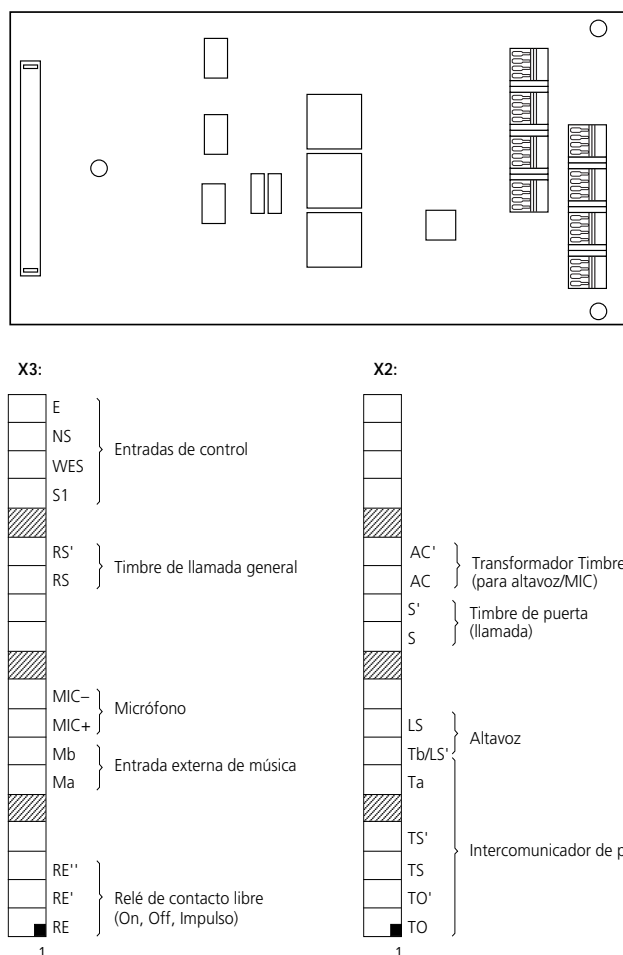 X3:
E
NS
WES
S1
Entradas de control
RS'
RS
Timbre de llamada general
MIC–
MIC+
Micrófono
Mb
Ma
Entrada externa de música
RE''
RE'
RE
Relé de contacto libre
(On, Off, Impulso)
1
X2:
AC'
AC
Transformador Timbre
(para altavoz/MIC)
S'
S
Timbre de puerta
(llamada)
LS
Tb/LS'
Altavoz
Ta
TS'
TS
TO'
TO
Intercomunicador de p
1